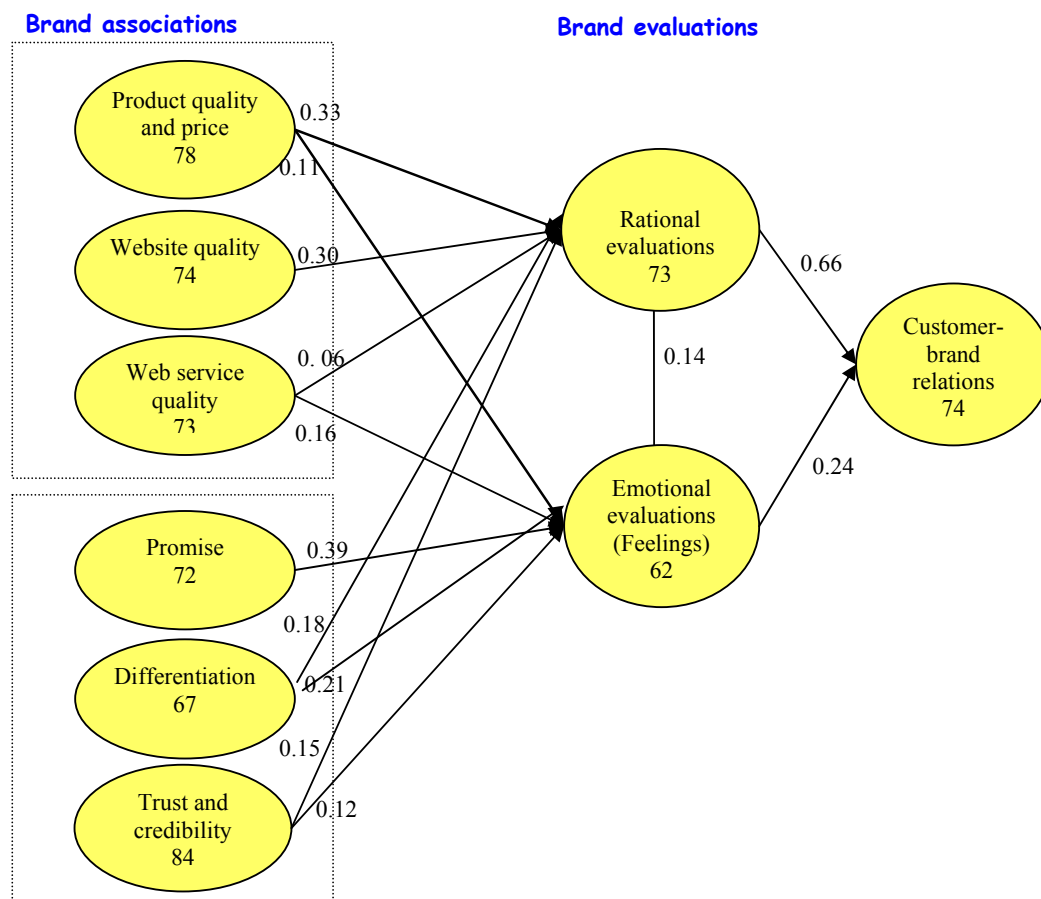 Brand associations
Brand evaluations
Product quality
and price
78
0.33
0.11
Website quality
74
0.30
Web service
quality
73
0. 06
0.16
Rational
evaluations
73
0.66
0.14
Customer-
brand
relations
74
Emotional
evaluations
(Feelings)
62
0.24
Promise
72
0.39
0.18
Differentiation
67
0.21
0.15
Trust and
credibility
84
0.12